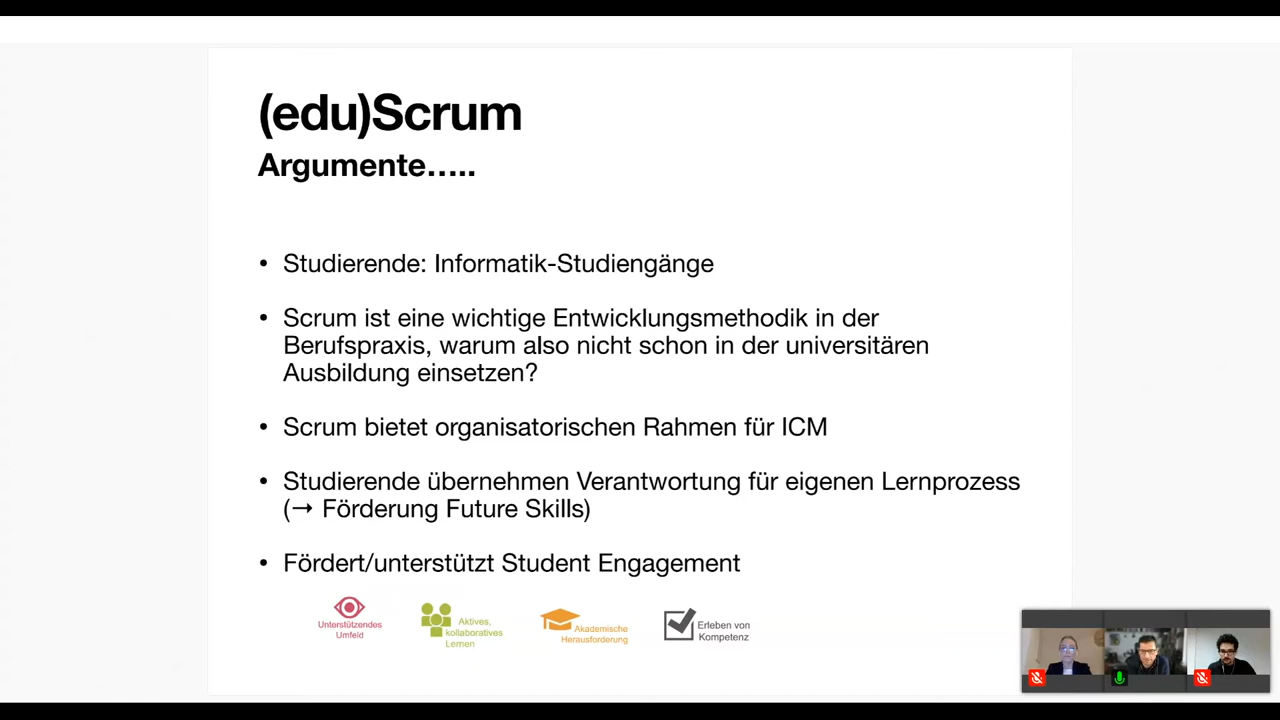 (edu)Scrum
Argumente…..
• Studierende: Informatik-Studiengänge
• Scrum ist eine wichtige Entwicklungsmethodik in der
Berufspraxis, warum also nicht schon in der universitären
Ausbildung einsetzen?
• Scrum bietet organisatorischen Rahmen für ICM
• Studierende übernehmen Verantwortung für eigenen Lernprozess
(→ Förderung Future Skills)
• Fördert/unterstützt Student Engagement
Unterstützendes
Umfeld
Aktives,
kollaboratives
Lernen
Akademische
Herausforderung
Erleben von
Kompetenz